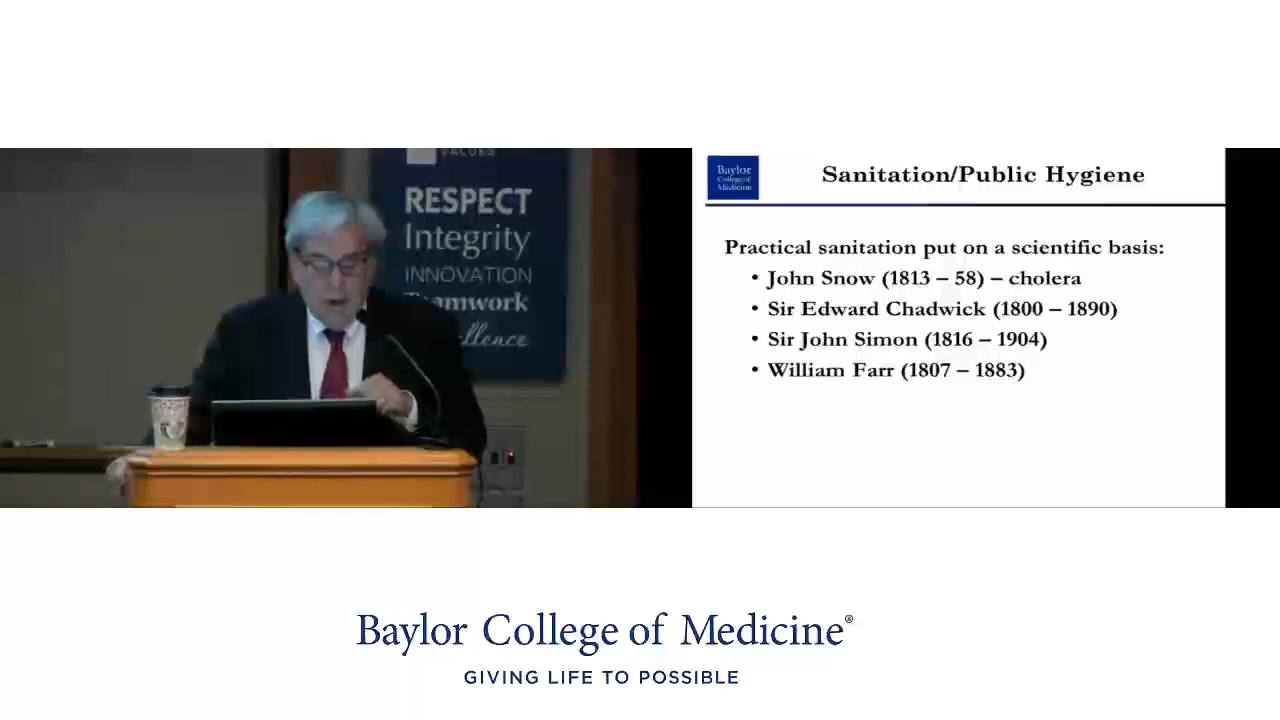 VALUES
RESPECT
Integrity
INNOVATION
Teamwork
Baylor
College of
Medicine
Sanitation/Public Hygiene
Practical sanitation put on a scientific basis:
• John Snow (1813 – 58) – cholera
• Sir Edward Chadwick (1800 – 1890)
• Sir John Simon (1816 – 1904)
• William Farr (1807 – 1883)
Baylor College of Medicine®
GIVING LIFE TO POSSIBLE